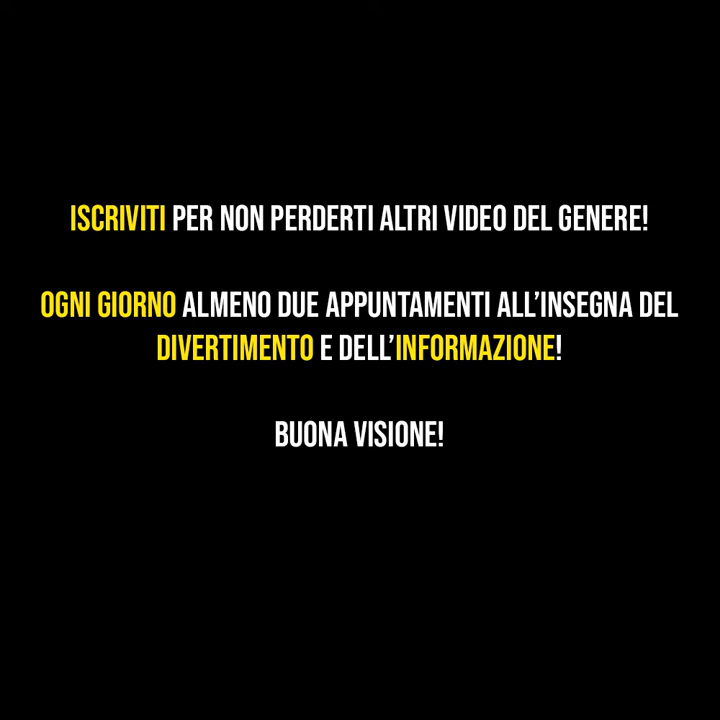 ISCRIVITI PER NON PERDERTI ALTRI VIDEO DEL GENERE!
OGNI GIORNO ALMENO DUE APPUNTAMENTI ALL’INSEGNA DEL
DIVERTIMENTO E DELL’INFORMAZIONE!
BUONA VISIONE!